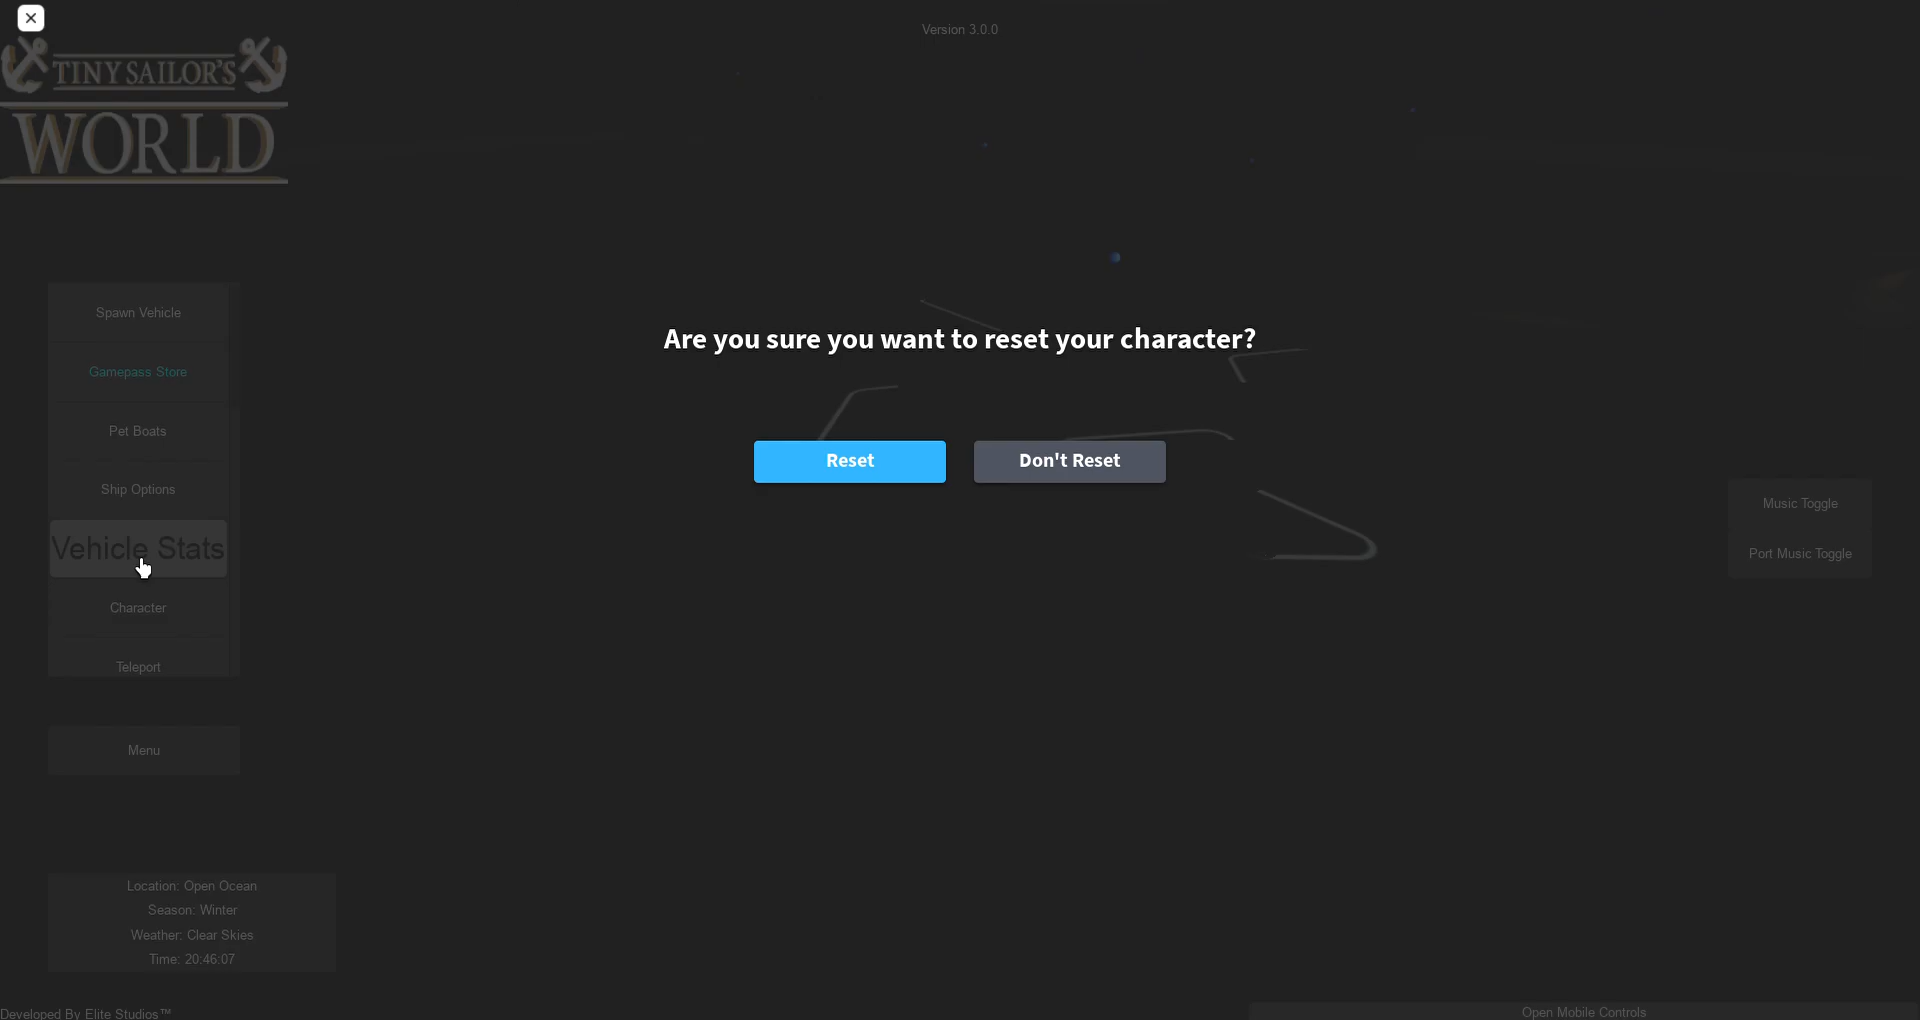 Version 3.0.0
TINY SAILOR'S
WORLD
Spawn Vehicle
Gamepass Store
Are you sure you want to reset your character?
Pet Boats
Reset
Don't Reset
Ship Options
Music Toggle
Vehicle Stats
Port Music Toggle
Character
Teleport
Menu
Location: Open Ocean
Season: Winter
Weather: Clear Skies
Time: 20:46:07
Developed By Elite Studios™
Open Mobile Controls